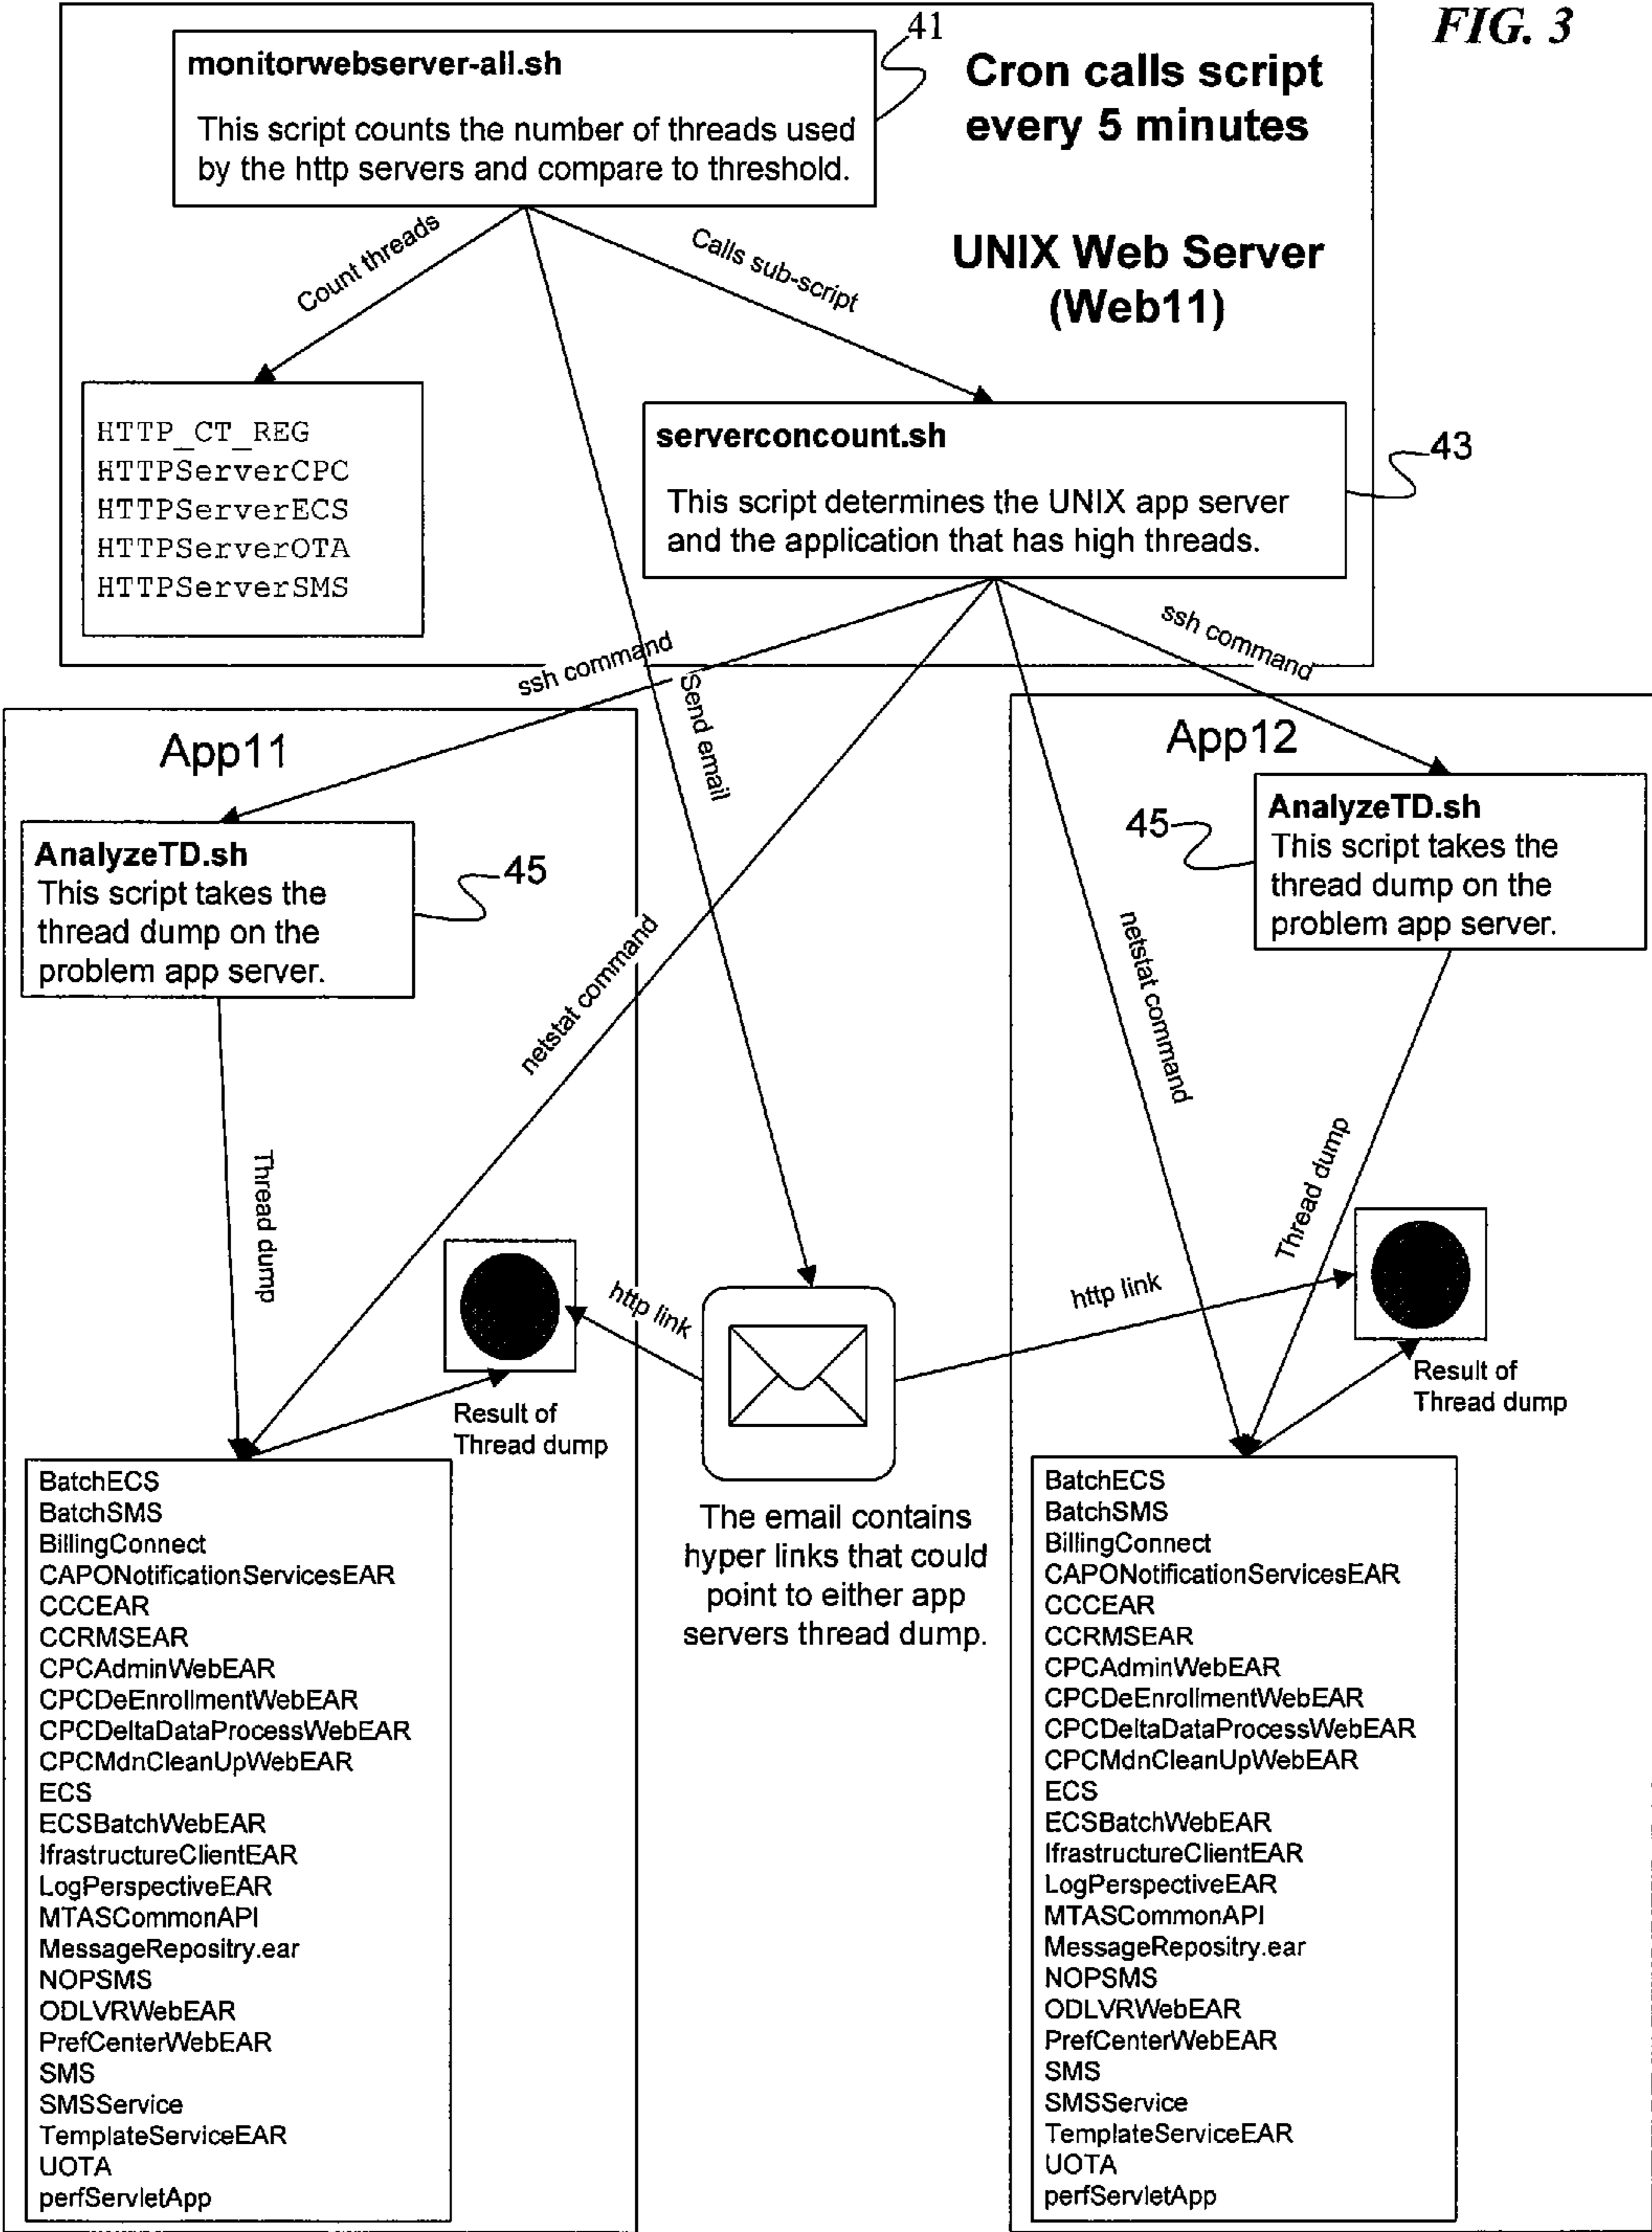 FIG. 3
41
monitorwebserver-all.sh
This script counts the number of threads used
by the http servers and compare to threshold.
Cron calls script
every 5 minutes
UNIX Web Server
(Web11)
Count threads
Calls sub-script
HTTP_CT_REG
HTTPServerCPC
HTTPServerECS
HTTPServerOTA
HTTPServerSMS
serverconcount.sh
This script determines the UNIX app server
and the application that has high threads.
43
ssh command
Send email
ssh command
App11
AnalyzeTD.sh
This script takes the
thread dump on the
problem app server.
45
netstat command
Thread dump
Result of
Thread dump
http link
BatchECS
BatchSMS
BillingConnect
CAPONotificationServicesEAR
CCCEAR
CCRMSEAR
CPCAdminWebEAR
CPCDeEnrollmentWebEAR
CPCDeltaDataProcessWebEAR
CPCMdnCleanUpWebEAR
ECS
ECSBatchWebEAR
IfrastructureClientEAR
LogPerspectiveEAR
MTASCommonAPI
MessageRepositry.ear
NOPSMS
ODLVRWebEAR
PrefCenterWebEAR
SMS
SMSService
TemplateServiceEAR
UOTA
perfServletApp
The email contains
hyper links that could
point to either app
servers thread dump.
App12
45
AnalyzeTD.sh
This script takes the
thread dump on the
problem app server.
netstat command
Thread dump
http link
Result of
Thread dump
BatchECS
BatchSMS
BillingConnect
CAPONotificationServicesEAR
CCCEAR
CCRMSEAR
CPCAdminWebEAR
CPCDeEnrollmentWebEAR
CPCDeltaDataProcessWebEAR
CPCMdnCleanUpWebEAR
ECS
ECSBatchWebEAR
IfrastructureClientEAR
LogPerspectiveEAR
MTASCommonAPI
MessageRepositry.ear
NOPSMS
ODLVRWebEAR
PrefCenterWebEAR
SMS
SMSService
TemplateServiceEAR
UOTA
perfServletApp